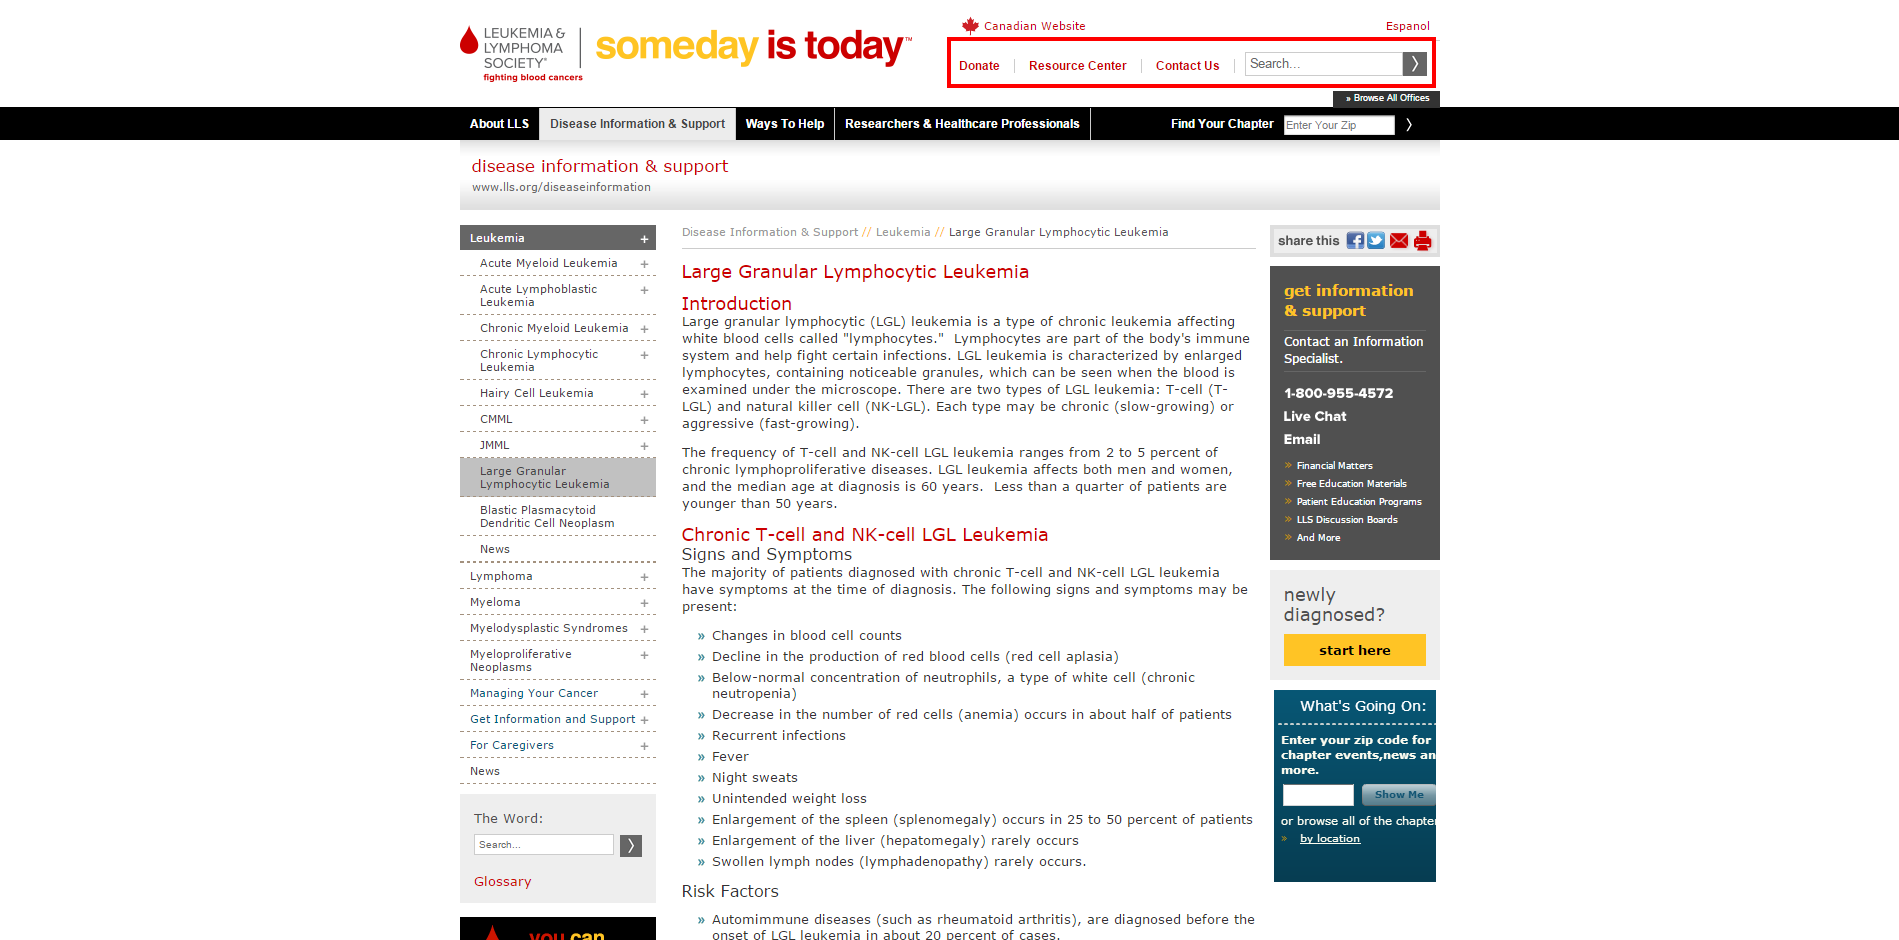 LEUKEMIA &
LYMPHOMA
SOCIETY®
fighting blood cancers
someday is today™
Canadian Website
Espanol
Donate
Resource Center
Contact Us
Search...
» Browse All Offices
About LLS
Disease Information & Support
Ways To Help
Researchers & Healthcare Professionals
Find Your Chapter
Enter Your Zip
disease information & support
www.lls.org/diseaseinformation
Leukemia +
Acute Myeloid Leukemia +
Acute Lymphoblastic +
Leukemia
Chronic Myeloid Leukemia +
Chronic Lymphocytic +
Leukemia
Hairy Cell Leukemia +
CMML +
JMML +
Large Granular
Lymphocytic Leukemia
Blastic Plasmacytoid
Dendritic Cell Neoplasm
News
Lymphoma +
Myeloma +
Myelodysplastic Syndromes +
Myeloproliferative +
Neoplasms
Managing Your Cancer +
Get Information and Support +
For Caregivers +
News
The Word:
Search...
Glossary
you can
Disease Information & Support // Leukemia // Large Granular Lymphocytic Leukemia
Large Granular Lymphocytic Leukemia
Introduction
Large granular lymphocytic (LGL) leukemia is a type of chronic leukemia affecting
white blood cells called "lymphocytes." Lymphocytes are part of the body's immune
system and help fight certain infections. LGL leukemia is characterized by enlarged
lymphocytes, containing noticeable granules, which can be seen when the blood is
examined under the microscope. There are two types of LGL leukemia: T-cell (T-
LGL) and natural killer cell (NK-LGL). Each type may be chronic (slow-growing) or
aggressive (fast-growing).
The frequency of T-cell and NK-cell LGL leukemia ranges from 2 to 5 percent of
chronic lymphoproliferative diseases. LGL leukemia affects both men and women,
and the median age at diagnosis is 60 years. Less than a quarter of patients are
younger than 50 years.
Chronic T-cell and NK-cell LGL Leukemia
Signs and Symptoms
The majority of patients diagnosed with chronic T-cell and NK-cell LGL leukemia
have symptoms at the time of diagnosis. The following signs and symptoms may be
present:
» Changes in blood cell counts
» Decline in the production of red blood cells (red cell aplasia)
» Below-normal concentration of neutrophils, a type of white cell (chronic
neutropenia)
» Decrease in the number of red cells (anemia) occurs in about half of patients
» Recurrent infections
» Fever
» Night sweats
» Unintended weight loss
» Enlargement of the spleen (splenomegaly) occurs in 25 to 50 percent of patients
» Enlargement of the liver (hepatomegaly) rarely occurs
» Swollen lymph nodes (lymphadenopathy) rarely occurs.
Risk Factors
» Automimmune diseases (such as rheumatoid arthritis), are diagnosed before the
onset of LGL leukemia in about 20 percent of cases.
share this
get information
& support
Contact an Information
Specialist.
1-800-955-4572
Live Chat
Email
» Financial Matters
» Free Education Materials
» Patient Education Programs
» LLS Discussion Boards
» And More
newly
diagnosed?
start here
What's Going On:
Enter your zip code for
chapter events,news an
more.
Show Me
or browse all of the chapter
» by location